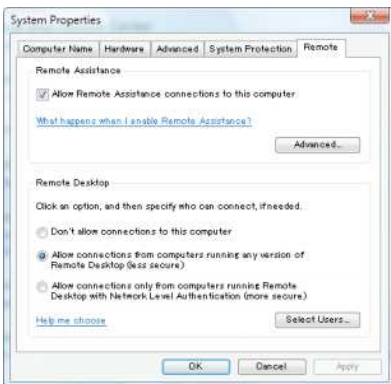 System Properties
Computer Name Hardware Advanced System Protection Remote
Remote Assistance
Allow Remote Assistance connections to this computer
What happens when I enable Remote Assistance?
Advanced...
Remote Desktop
Click an option, and then specify who can connect, if needed.
Don't allow connections to this computer
Allow connections from computers running any version of
Remote Desktop (less secure)
Allow connections only from computers running Remote
Desktop with Network Level Authentication (more secure)
Help me choose
Select Users...
OK Cancel Apply